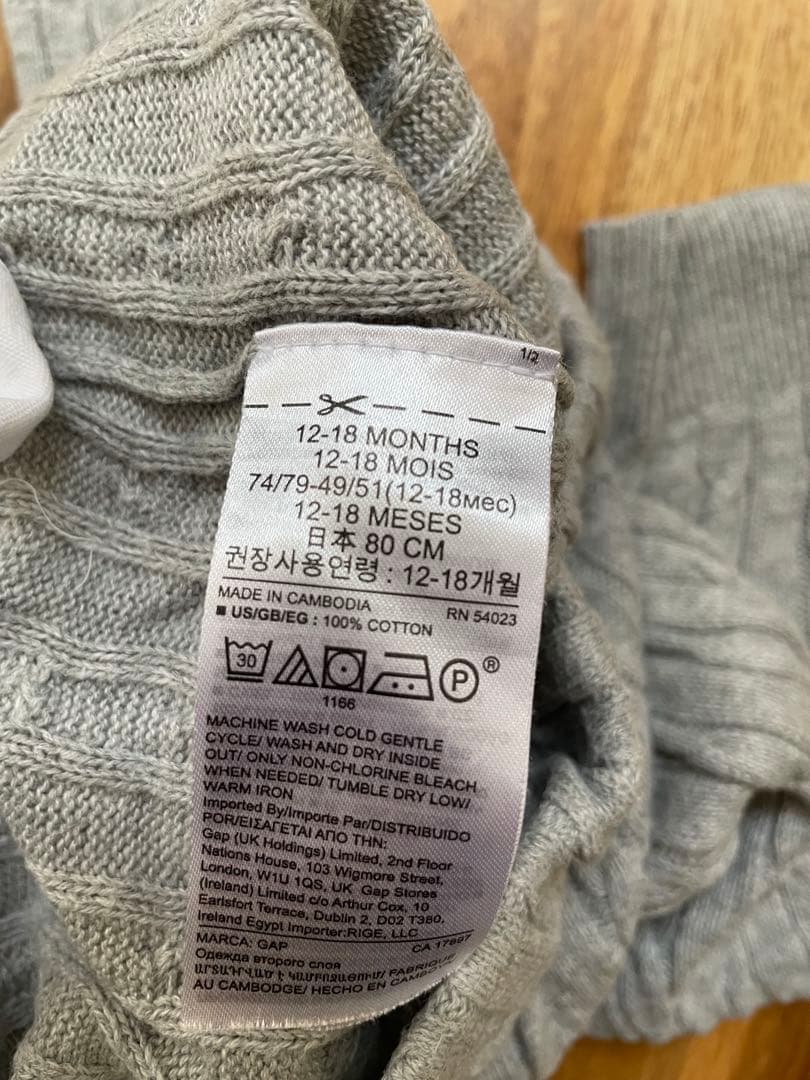 1/2
12-18 MONTHS
12-18 MOIS
74/79-49/51(12-18мес)
12-18 MESES
日本 80 CM
권장사용연령 : 12-18개월
MADE IN CAMBODIA RN 54023
■ US/GB/EG : 100% COTTON
30 P ®
1166
MACHINE WASH COLD GENTLE
CYCLE/ WASH AND DRY INSIDE
OUT/ ONLY NON-CHLORINE BLEACH
WHEN NEEDED/ TUMBLE DRY LOW/
WARM IRON
Imported By/Importe Par/DISTRIBUIDO
POR/ΕΙΣΑΓΕΤΑΙ ΑΠΟ ΤΗΝ:
Gap (UK Holdings) Limited, 2nd Floor
Nations House, 103 Wigmore Street,
London, W1U 1QS, UK Gap Stores
(Ireland) Limited c/o Arthur Cox, 10
Earlsfort Terrace, Dublin 2, D02 T380,
Ireland Egypt Importer:RIGE, LLC
MARCA: GAP CA 17897
Одежда второго слоя
ԱՐՏԱԴՐՎԱԾ Է ԿԱՄԲՈՋԱՅՈՒՄ/ FABRIQUE
AU CAMBODGE/ HECHO EN